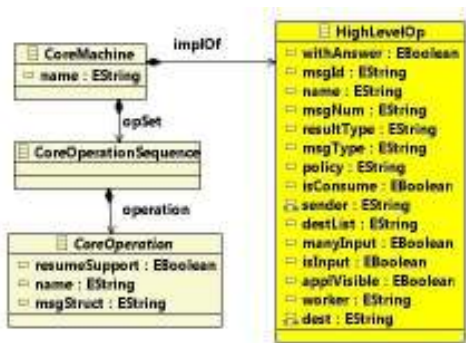 CoreMachine
name : EString
implOf
opSet
CoreOperationSequence
operation
CoreOperation
resumeSupport : EBoolean
name : EString
msgStruct : EString
HighLevelOp
withAnswer : EBoolean
msgId : EString
name : EString
msgNum : EString
resultType : EString
msgType : EString
policy : EString
isConsume : EBoolean
sender : EString
destList : EString
manyInput : EBoolean
isInput : EBoolean
applVisible : EBoolean
worker : EString
dest : EString